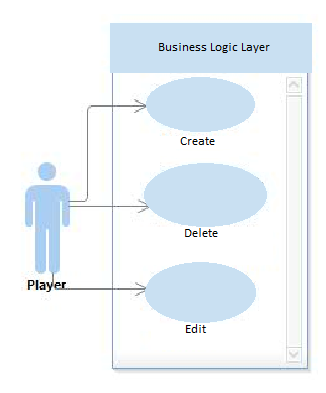 Business Logic Layer
Create
Delete
Player
Edit